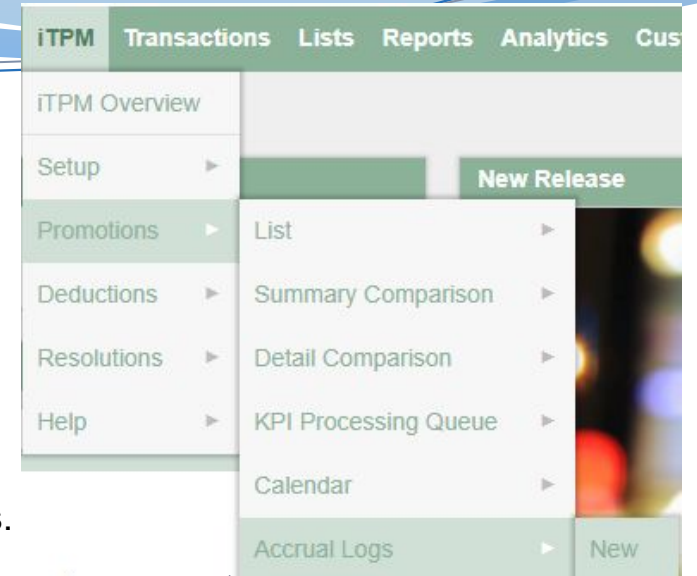 iTPM Transactions Lists Reports Analytics Cus
iTPM Overview
Setup
New Release
Promotions
List
Deductions
Summary Comparison
Resolutions
Detail Comparison
Help
KPI Processing Queue
Calendar
s.
Accrual Logs
New